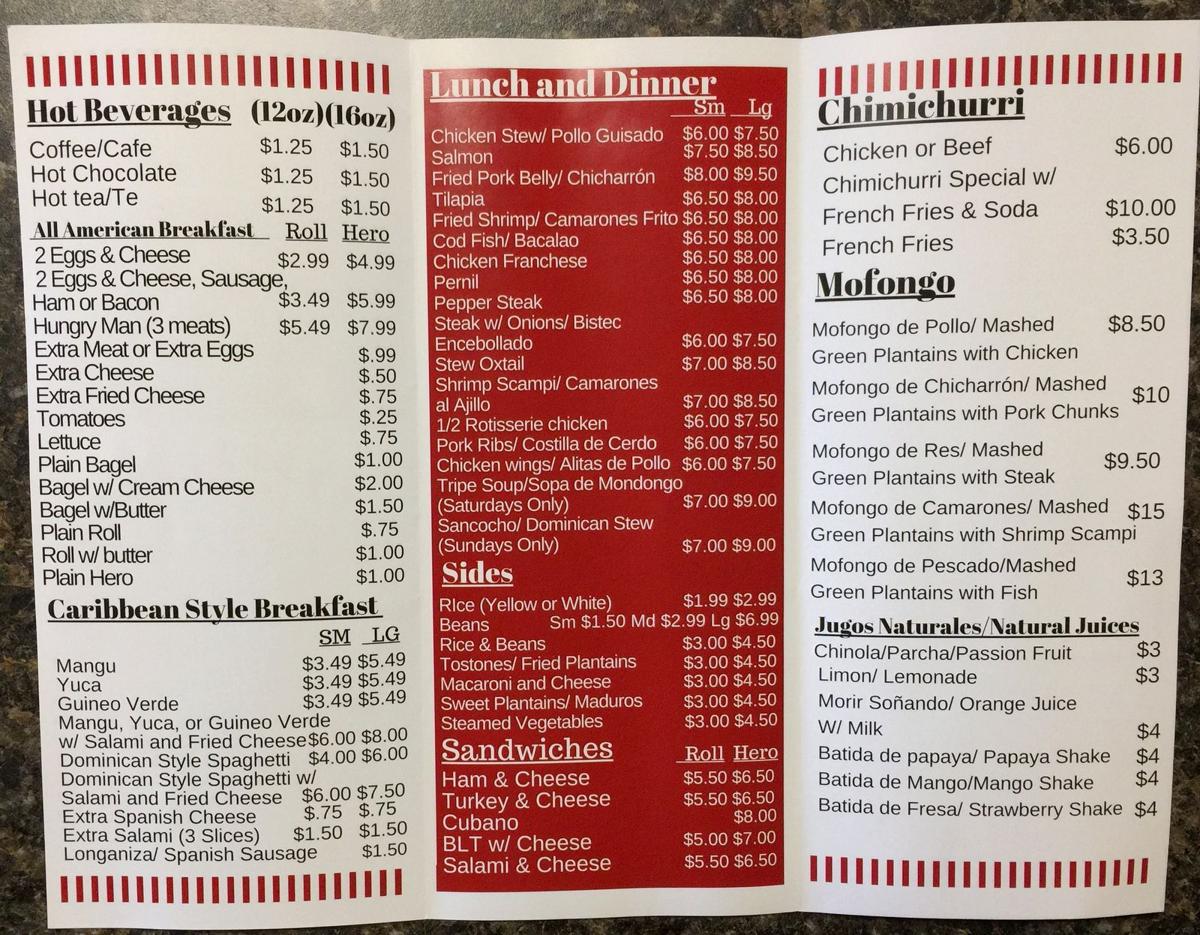 Hot Beverages (12oz)(16oz)
Coffee/Cafe $1.25 $1.50
Hot Chocolate $1.25 $1.50
Hot tea/Te $1.25 $1.50
All American Breakfast Roll Hero
2 Eggs & Cheese $2.99 $4.99
2 Eggs & Cheese, Sausage,
Ham or Bacon $3.49 $5.99
Hungry Man (3 meats) $5.49 $7.99
Extra Meat or Extra Eggs $.99
Extra Cheese $.50
Extra Fried Cheese $.75
Tomatoes $.25
Lettuce $.75
Plain Bagel $1.00
Bagel w/ Cream Cheese $2.00
Bagel w/Butter $1.50
Plain Roll $.75
Roll w/ butter $1.00
Plain Hero $1.00
Caribbean Style Breakfast
SM LG
Mangu $3.49 $5.49
Yuca $3.49 $5.49
Guineo Verde $3.49 $5.49
Mangu, Yuca, or Guineo Verde
w/ Salami and Fried Cheese $6.00 $8.00
Dominican Style Spaghetti $4.00 $6.00
Dominican Style Spaghetti w/
Salami and Fried Cheese $6.00 $7.50
Extra Spanish Cheese $.75 $.75
Extra Salami (3 Slices) $1.50 $1.50
Longaniza/ Spanish Sausage $1.50
Lunch and Dinner
Sm Lg
Chicken Stew/ Pollo Guisado $6.00 $7.50
Salmon $7.50 $8.50
Fried Pork Belly/ Chicharrón $8.00 $9.50
Tilapia $6.50 $8.00
Fried Shrimp/ Camarones Frito $6.50 $8.00
Cod Fish/ Bacalao $6.50 $8.00
Chicken Franchese $6.50 $8.00
Pernil $6.50 $8.00
Pepper Steak $6.50 $8.00
Steak w/ Onions/ Bistec
Encebollado $6.00 $7.50
Stew Oxtail $7.00 $8.50
Shrimp Scampi/ Camarones
al Ajillo $7.00 $8.50
1/2 Rotisserie chicken $6.00 $7.50
Pork Ribs/ Costilla de Cerdo $6.00 $7.50
Chicken wings/ Alitas de Pollo $6.00 $7.50
Tripe Soup/Sopa de Mondongo
(Saturdays Only) $7.00 $9.00
Sancocho/ Dominican Stew
(Sundays Only) $7.00 $9.00
Sides
RIce (Yellow or White) $1.99 $2.99
Beans Sm $1.50 Md $2.99 Lg $6.99
Rice & Beans $3.00 $4.50
Tostones/ Fried Plantains $3.00 $4.50
Macaroni and Cheese $3.00 $4.50
Sweet Plantains/ Maduros $3.00 $4.50
Steamed Vegetables $3.00 $4.50
Sandwiches Roll Hero
Ham & Cheese $5.50 $6.50
Turkey & Cheese $5.50 $6.50
Cubano $8.00
BLT w/ Cheese $5.00 $7.00
Salami & Cheese $5.50 $6.50
Chimichurri
Chicken or Beef $6.00
Chimichurri Special w/
French Fries & Soda $10.00
French Fries $3.50
Mofongo
Mofongo de Pollo/ Mashed $8.50
Green Plantains with Chicken
Mofongo de Chicharrón/ Mashed $10
Green Plantains with Pork Chunks
Mofongo de Res/ Mashed $9.50
Green Plantains with Steak
Mofongo de Camarones/ Mashed $15
Green Plantains with Shrimp Scampi
Mofongo de Pescado/Mashed $13
Green Plantains with Fish
Jugos Naturales/Natural Juices
Chinola/Parcha/Passion Fruit $3
Limon/ Lemonade $3
Morir Soñando/ Orange Juice
W/ Milk $4
Batida de papaya/ Papaya Shake $4
Batida de Mango/Mango Shake $4
Batida de Fresa/ Strawberry Shake $4